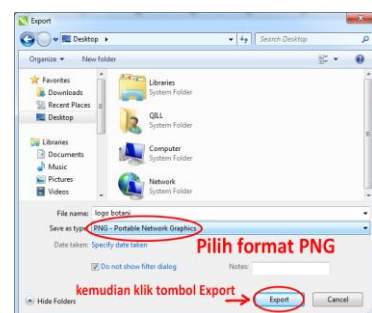 Export
Desktop
Search Desktop
Organize
New folder
Favorites
Downloads
Recent Places
Desktop
Libraries
Documents
Music
Pictures
Videos
Libraries
System Folder
QILL
System Folder
Computer
System Folder
Network
System Folder
File name: logo botani
Save as type: PNG - Portable Network Graphics
Date taken: Specify date taken
Pilih format PNG
Do not show filter dialog
Notes:
kemudian klik tombol Export
Hide Folders
Export
Cancel